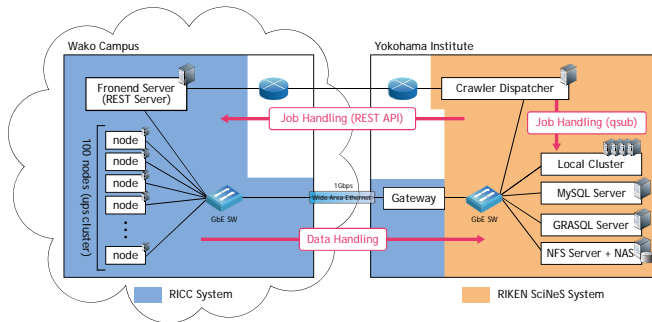 Wako Campus
Yokohama Institute
Fronend Server
(REST Server)
Crawler Dispatcher
Job Handling (REST API)
Job Handling (qsub)
100 nodes (ups cluster)
node
node
node
node
node
GbE SW
1Gbps
Wide Area Ethernet
Gateway
GbE SW
Local Cluster
MySQL Server
GRASQL Server
NFS Server + NAS
Data Handling
RICC System
RIKEN SciNeS System